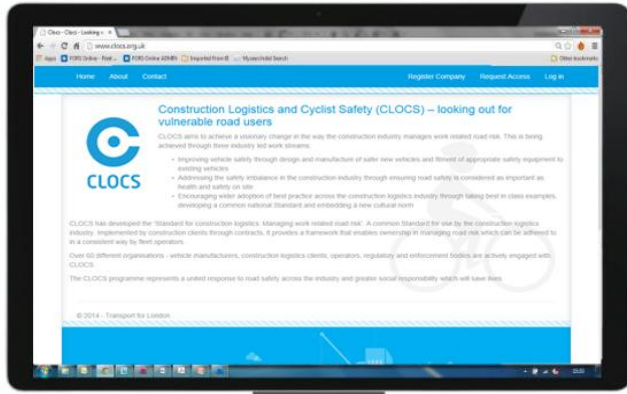 Clocs - Clocs - Looking o
www.clocs.org.uk
Apps FORS Online - Fleet FORS Online ADMIN Imported from IE Myresearchdol Search Other bookmarks
Home About Contact Register Company Request Access Log in
Construction Logistics and Cyclist Safety (CLOCS) – looking out for
vulnerable road users
CLOCS aims to achieve a visionary change in the way the construction industry manages work related road risk. This is being
achieved through three industry led work streams:
• Improving vehicle safety through design and manufacture of safer new vehicles and fitment of appropriate safety equipment to
existing vehicles
• Addressing the safety imbalance in the construction industry through ensuring road safety is considered as important as
health and safety on site
• Encouraging wider adoption of best practice across the construction logistics industry through taking best in class examples,
developing a common national Standard and embedding a new cultural norm
CLOCS
CLOCS has developed the 'Standard for construction logistics: Managing work related road risk'. A common Standard for use by the construction logistics
industry. Implemented by construction clients through contracts, it provides a framework that enables ownership in managing road risk which can be adhered to
in a consistent way by fleet operators.
Over 60 different organisations - vehicle manufacturers, construction logistics clients, operators, regulatory and enforcement bodies are actively engaged with
CLOCS
The CLOCS programme represents a united response to road safety across the industry and greater social responsibility which will save lives
© 2014 - Transport for London